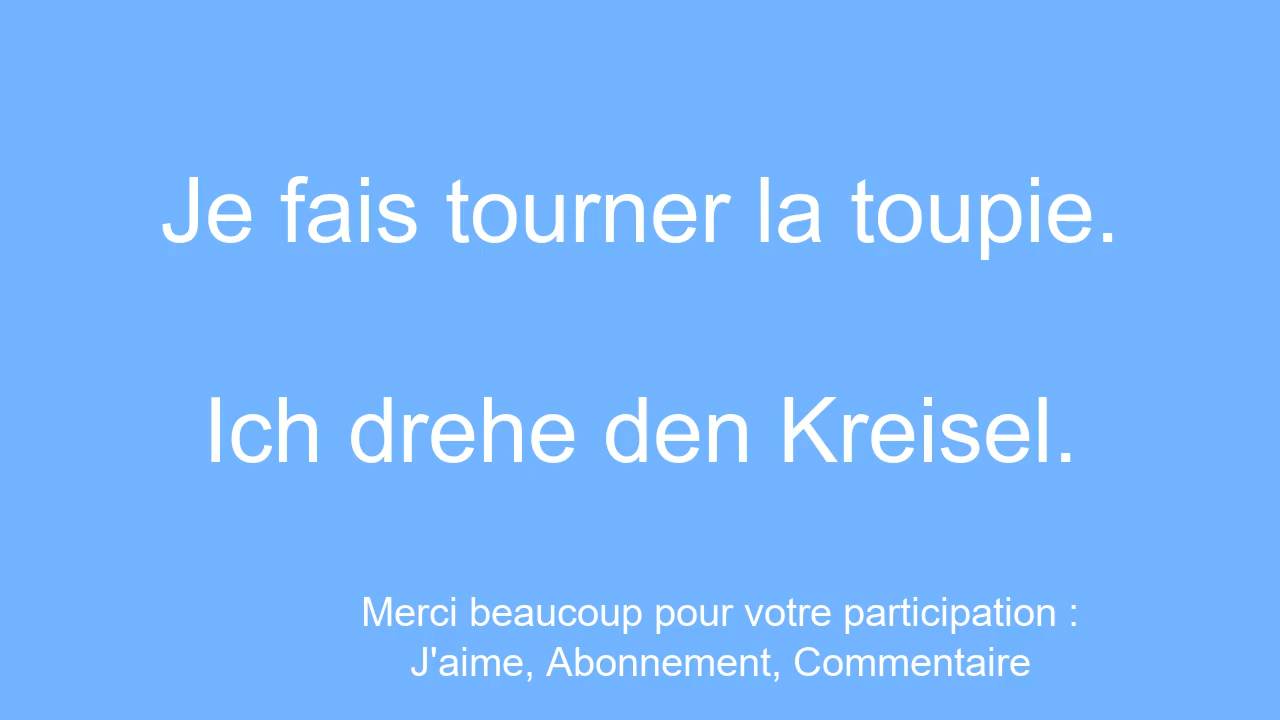 Je fais tourner la toupie.
Ich drehe den Kreisel.
Merci beaucoup pour votre participation :
J'aime, Abonnement, Commentaire